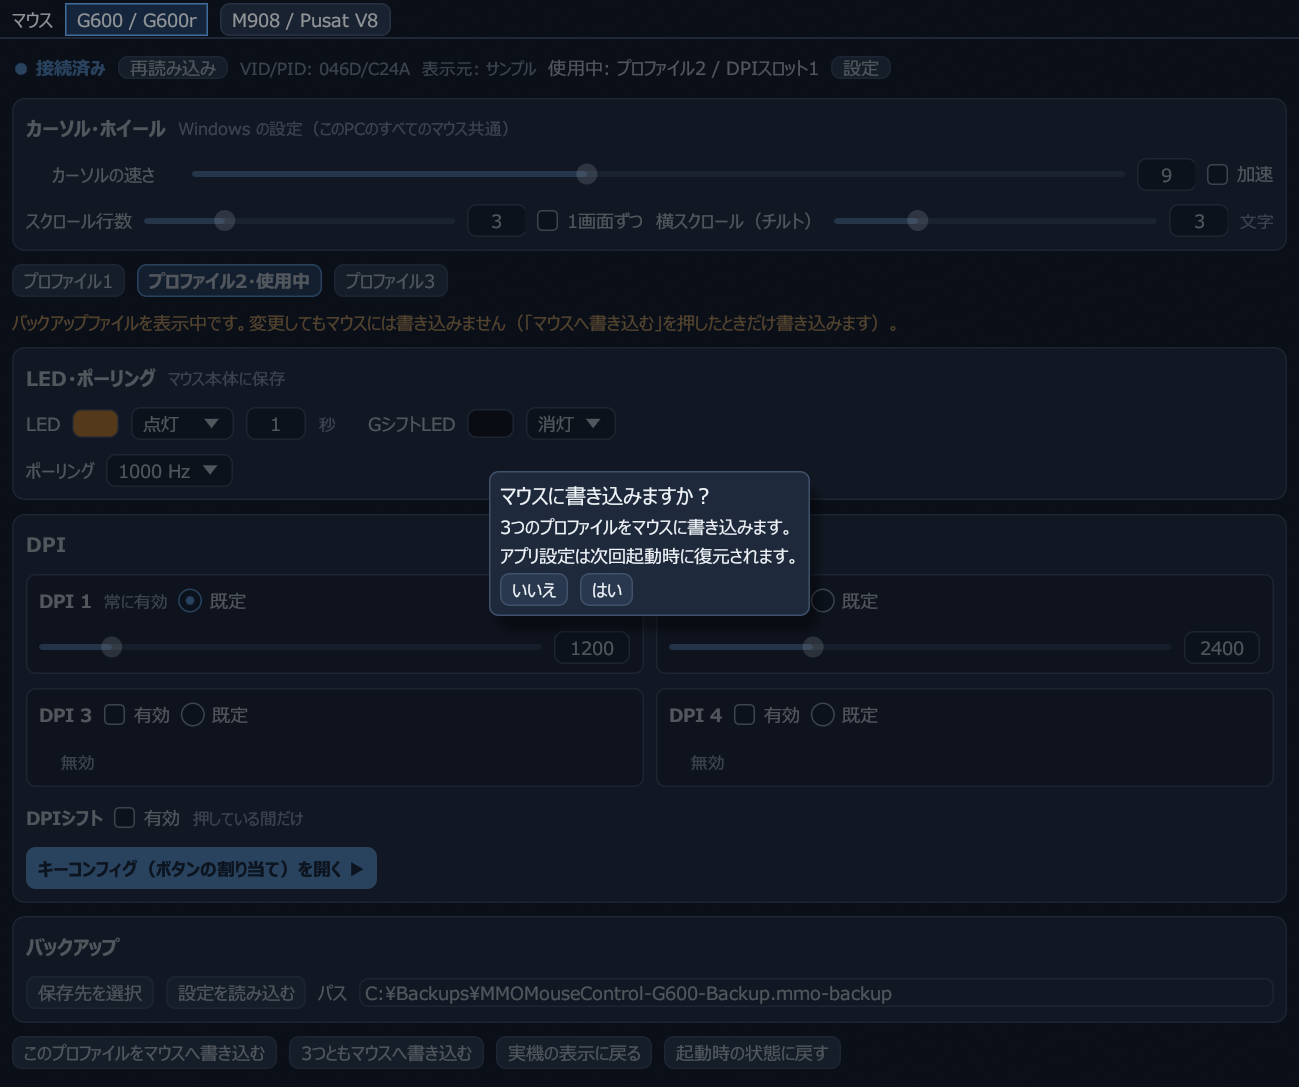 マウス G600 / G600r M908 / Pusat V8
接続済み 再読み込み VID/PID: 046D/C24A 表示元: サンプル 使用中: プロファイル2 / DPIスロット1 設定
カーソル・ホイール Windows の設定（このPCのすべてのマウス共通）
カーソルの速さ 9 加速
スクロール行数 3 1画面ずつ 横スクロール（チルト） 3 文字
プロファイル1 プロファイル2・使用中 プロファイル3
バックアップファイルを表示中です。変更してもマウスには書き込みません（「マウスへ書き込む」を押したときだけ書き込みます）。
LED・ポーリング マウス本体に保存
LED 点灯 ▼ 1 秒 GシフトLED 消灯 ▼
ポーリング 1000 Hz ▼
マウスに書き込みますか？
3つのプロファイルをマウスに書き込みます。
アプリ設定は次回起動時に復元されます。
いいえ はい
DPI
DPI 1 常に有効 既定 既定
1200 2400
DPI 3 有効 既定 DPI 4 有効 既定
無効 無効
DPIシフト 有効 押している間だけ
キーコンフィグ（ボタンの割り当て）を開く ▶
バックアップ
保存先を選択 設定を読み込む パス C:¥Backups¥MMOMouseControl-G600-Backup.mmo-backup
このプロファイルをマウスへ書き込む 3つともマウスへ書き込む 実機の表示に戻る 起動時の状態に戻す